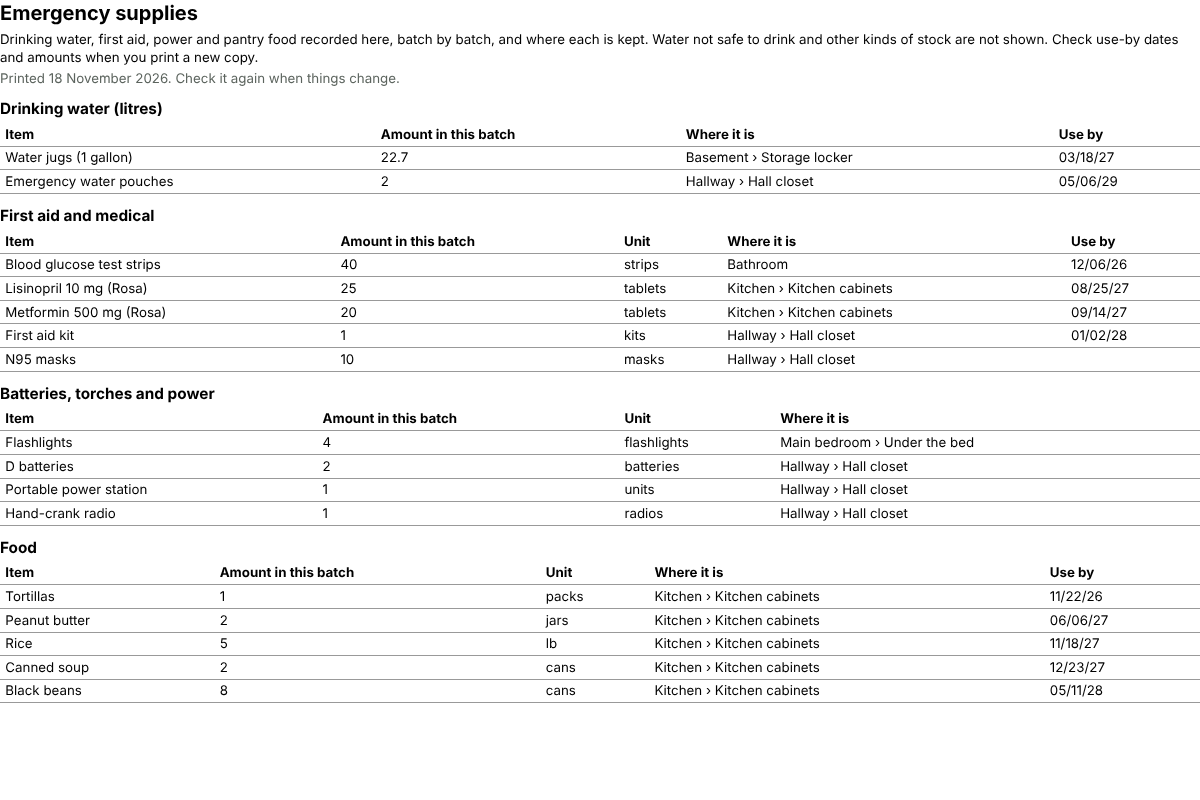 Emergency supplies
Drinking water, first aid, power and pantry food recorded here, batch by batch, and where each is kept. Water not safe to drink and other kinds of stock are not shown. Check use-by dates
and amounts when you print a new copy.
Printed 18 November 2026. Check it again when things change.
Drinking water (litres)
Item Amount in this batch Where it is Use by
Water jugs (1 gallon) 22.7 Basement › Storage locker 03/18/27
Emergency water pouches 2 Hallway › Hall closet 05/06/29
First aid and medical
Item Amount in this batch Unit Where it is Use by
Blood glucose test strips 40 strips Bathroom 12/06/26
Lisinopril 10 mg (Rosa) 25 tablets Kitchen › Kitchen cabinets 08/25/27
Metformin 500 mg (Rosa) 20 tablets Kitchen › Kitchen cabinets 09/14/27
First aid kit 1 kits Hallway › Hall closet 01/02/28
N95 masks 10 masks Hallway › Hall closet
Batteries, torches and power
Item Amount in this batch Unit Where it is
Flashlights 4 flashlights Main bedroom › Under the bed
D batteries 2 batteries Hallway › Hall closet
Portable power station 1 units Hallway › Hall closet
Hand-crank radio 1 radios Hallway › Hall closet
Food
Item Amount in this batch Unit Where it is Use by
Tortillas 1 packs Kitchen › Kitchen cabinets 11/22/26
Peanut butter 2 jars Kitchen › Kitchen cabinets 06/06/27
Rice 5 lb Kitchen › Kitchen cabinets 11/18/27
Canned soup 2 cans Kitchen › Kitchen cabinets 12/23/27
Black beans 8 cans Kitchen › Kitchen cabinets 05/11/28